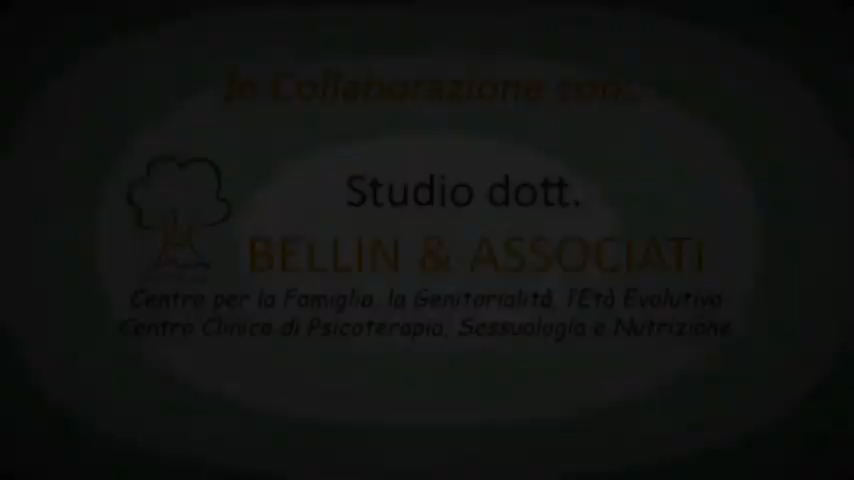 In Collaborazione con...
Studio dott.
BELLIN & ASSOCIATI
Centro per la Famiglia, la Genitorialità, l'Età Evolutiva
Centro Clinico di Psicoterapia, Sessuologia e Nutrizione